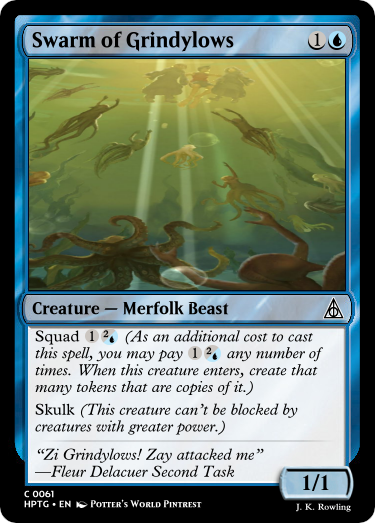 Swarm of Grindylows 1
Creature — Merfolk Beast
Squad 1 2 (As an additional cost to cast
this spell, you may pay 1 2 any number of
times. When this creature enters, create that
many tokens that are copies of it.)
Skulk (This creature can't be blocked by
creatures with greater power.)
“Zi Grindylows! Zay attacked me”
—Fleur Delacuer Second Task
1/1
C 0061
HPTG • EN Potter's World Pintrest
J. K. Rowling